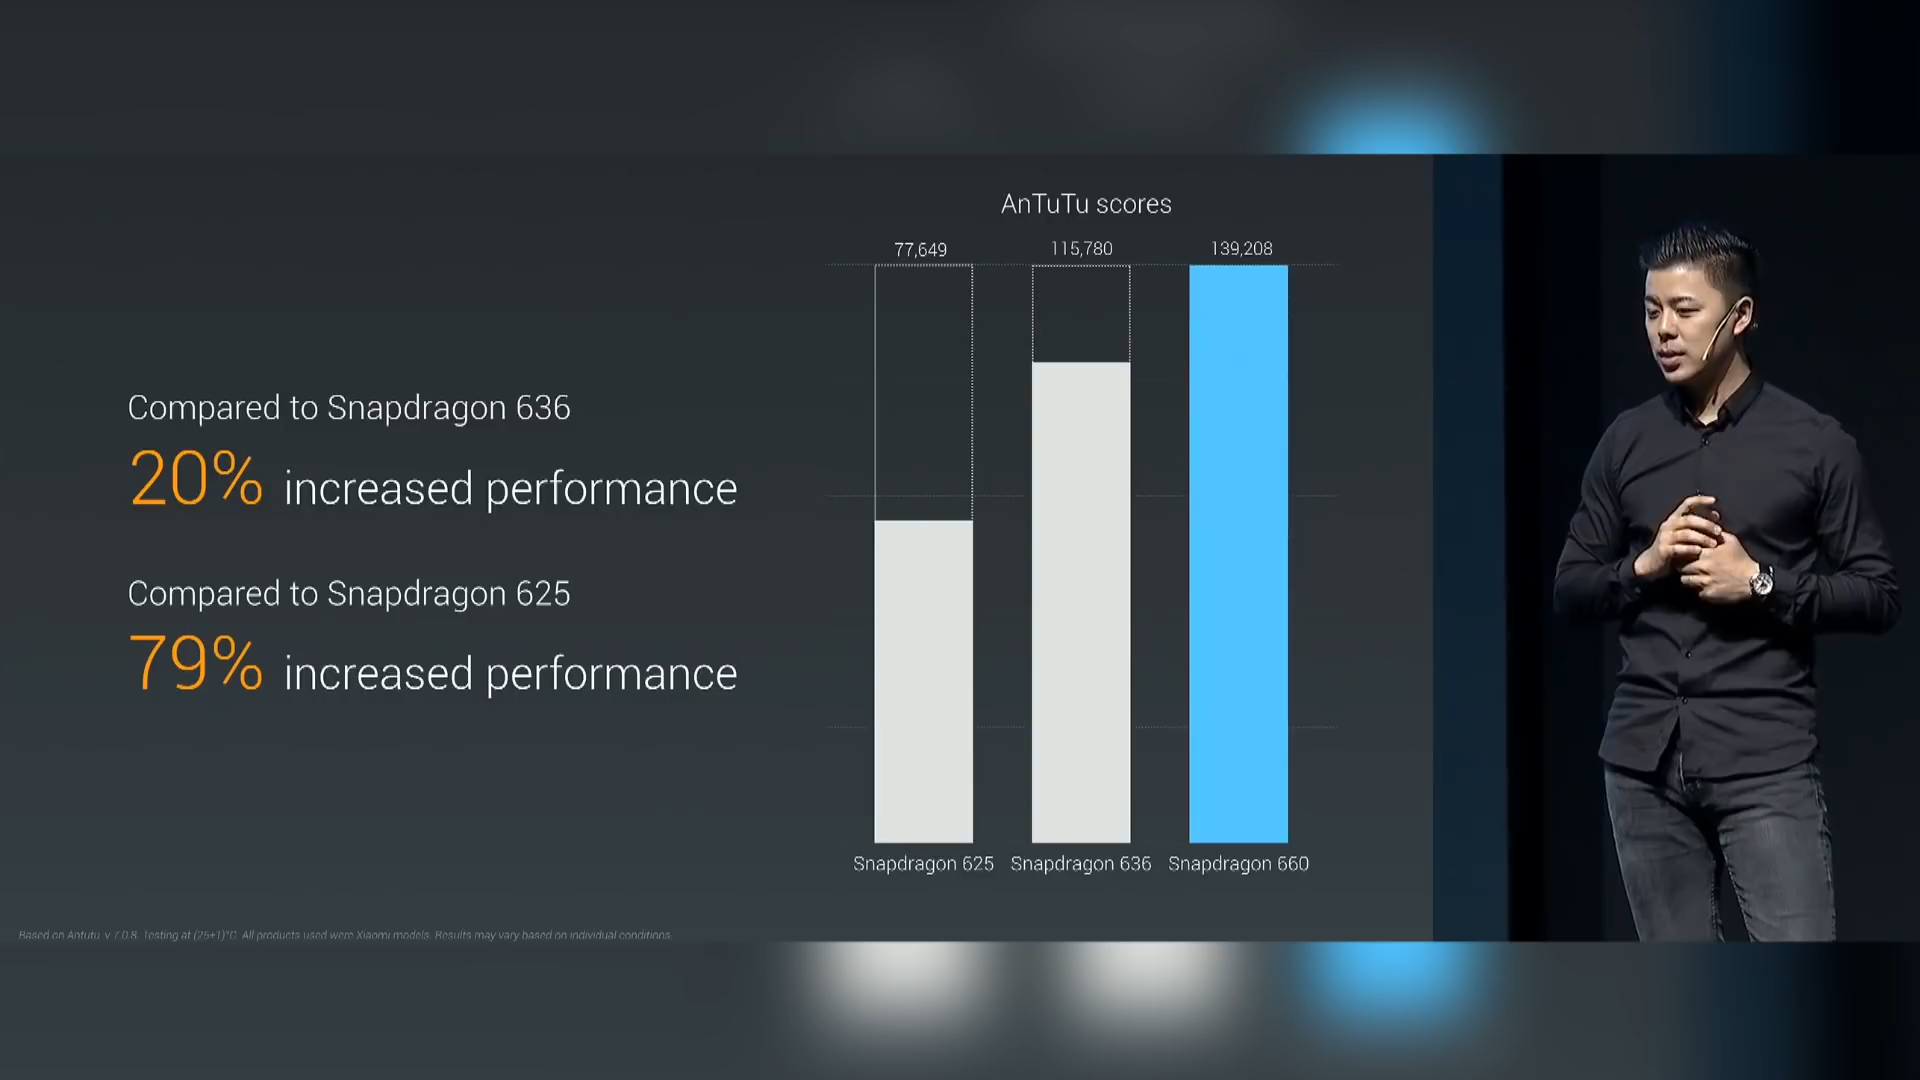 AnTuTu scores
77,649 115,780 139,208
Compared to Snapdragon 636
20% increased performance
Compared to Snapdragon 625
79% increased performance
Snapdragon 625 Snapdragon 636 Snapdragon 660
Based on Antutu v 7.0.8. Testing at (25±1)°C. All products used were Xiaomi models. Results may vary based on individual conditions.